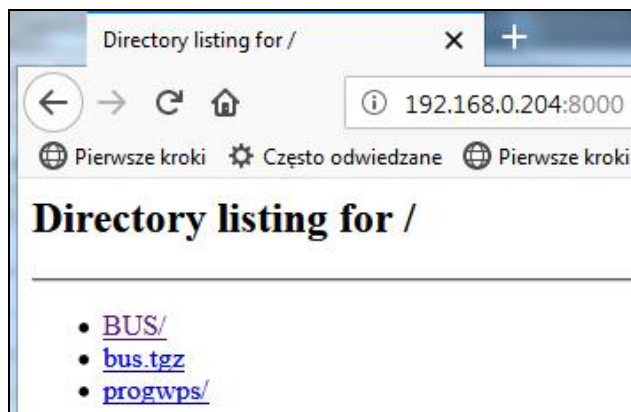 Directory listing for /
192.168.0.204:8000
Pierwsze kroki Często odwiedzane Pierwsze kroki
Directory listing for /
BUS/
bus.tgz
progwps/